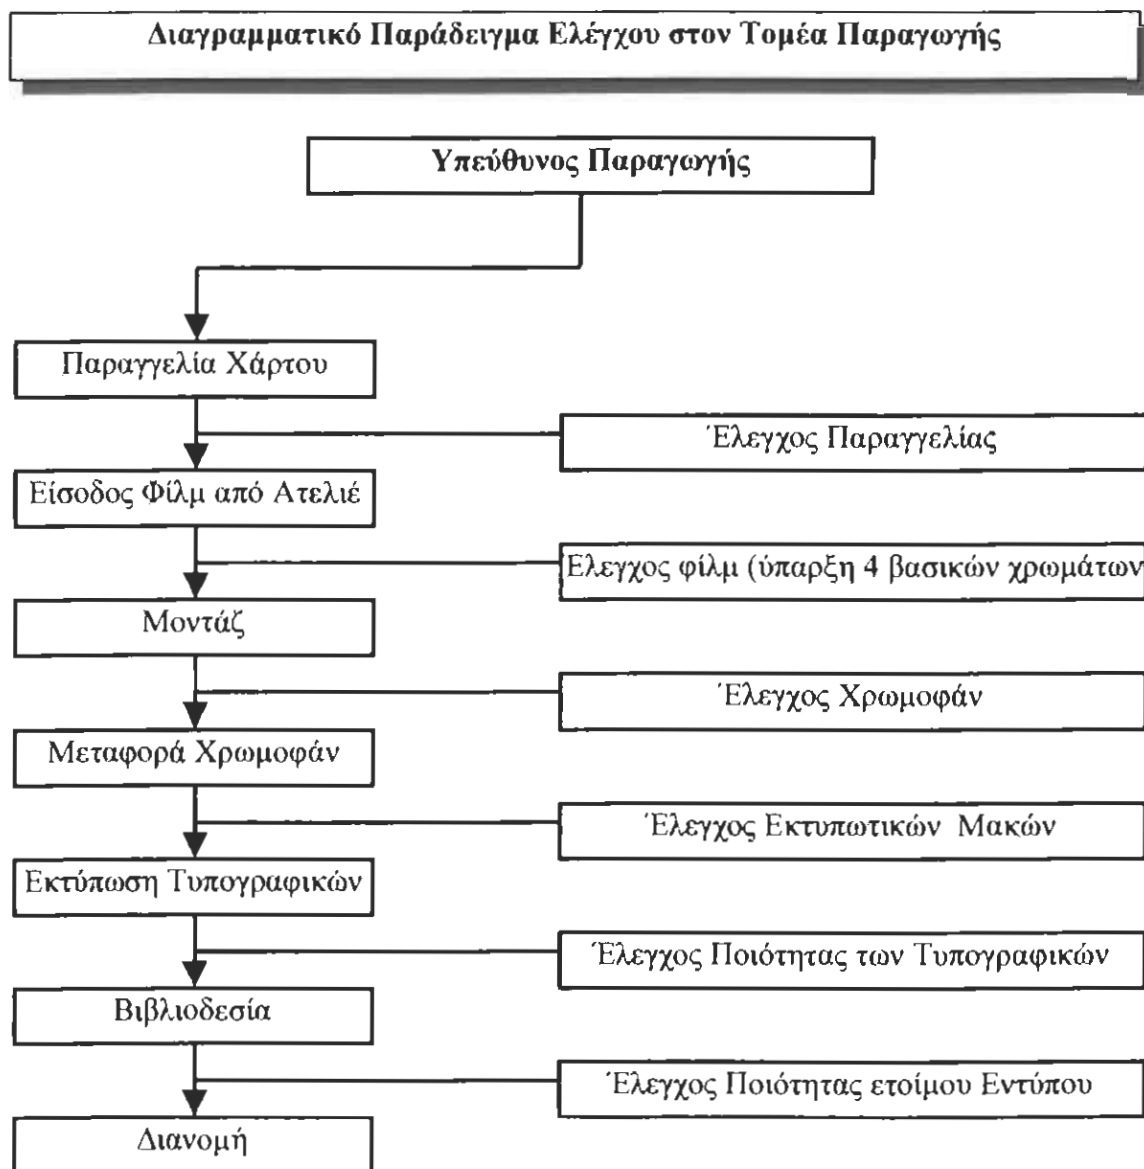 Διαγραμματικό Παράδειγμα Ελέγχου στον Τομέα Παραγωγής
Υπεύθυνος Παραγωγής
Παραγγελία Χάρτου
Έλεγχος Παραγγελίας
Είσοδος Φίλμ από Ατελιέ
Ελεγχος φίλμ (ύπαρξη 4 βασικών χρωμάτων
Μοντάζ
Έλεγχος Χρωμοφάν
Μεταφορά Χρωμοφάν
Έλεγχος Εκτυπωτικών Μακών
Εκτύπωση Τυπογραφικών
Έλεγχος Ποιότητας των Τυπογραφικών
Βιβλιοδεσία
Έλεγχος Ποιότητας ετοίμου Εντύπου
Διανομή